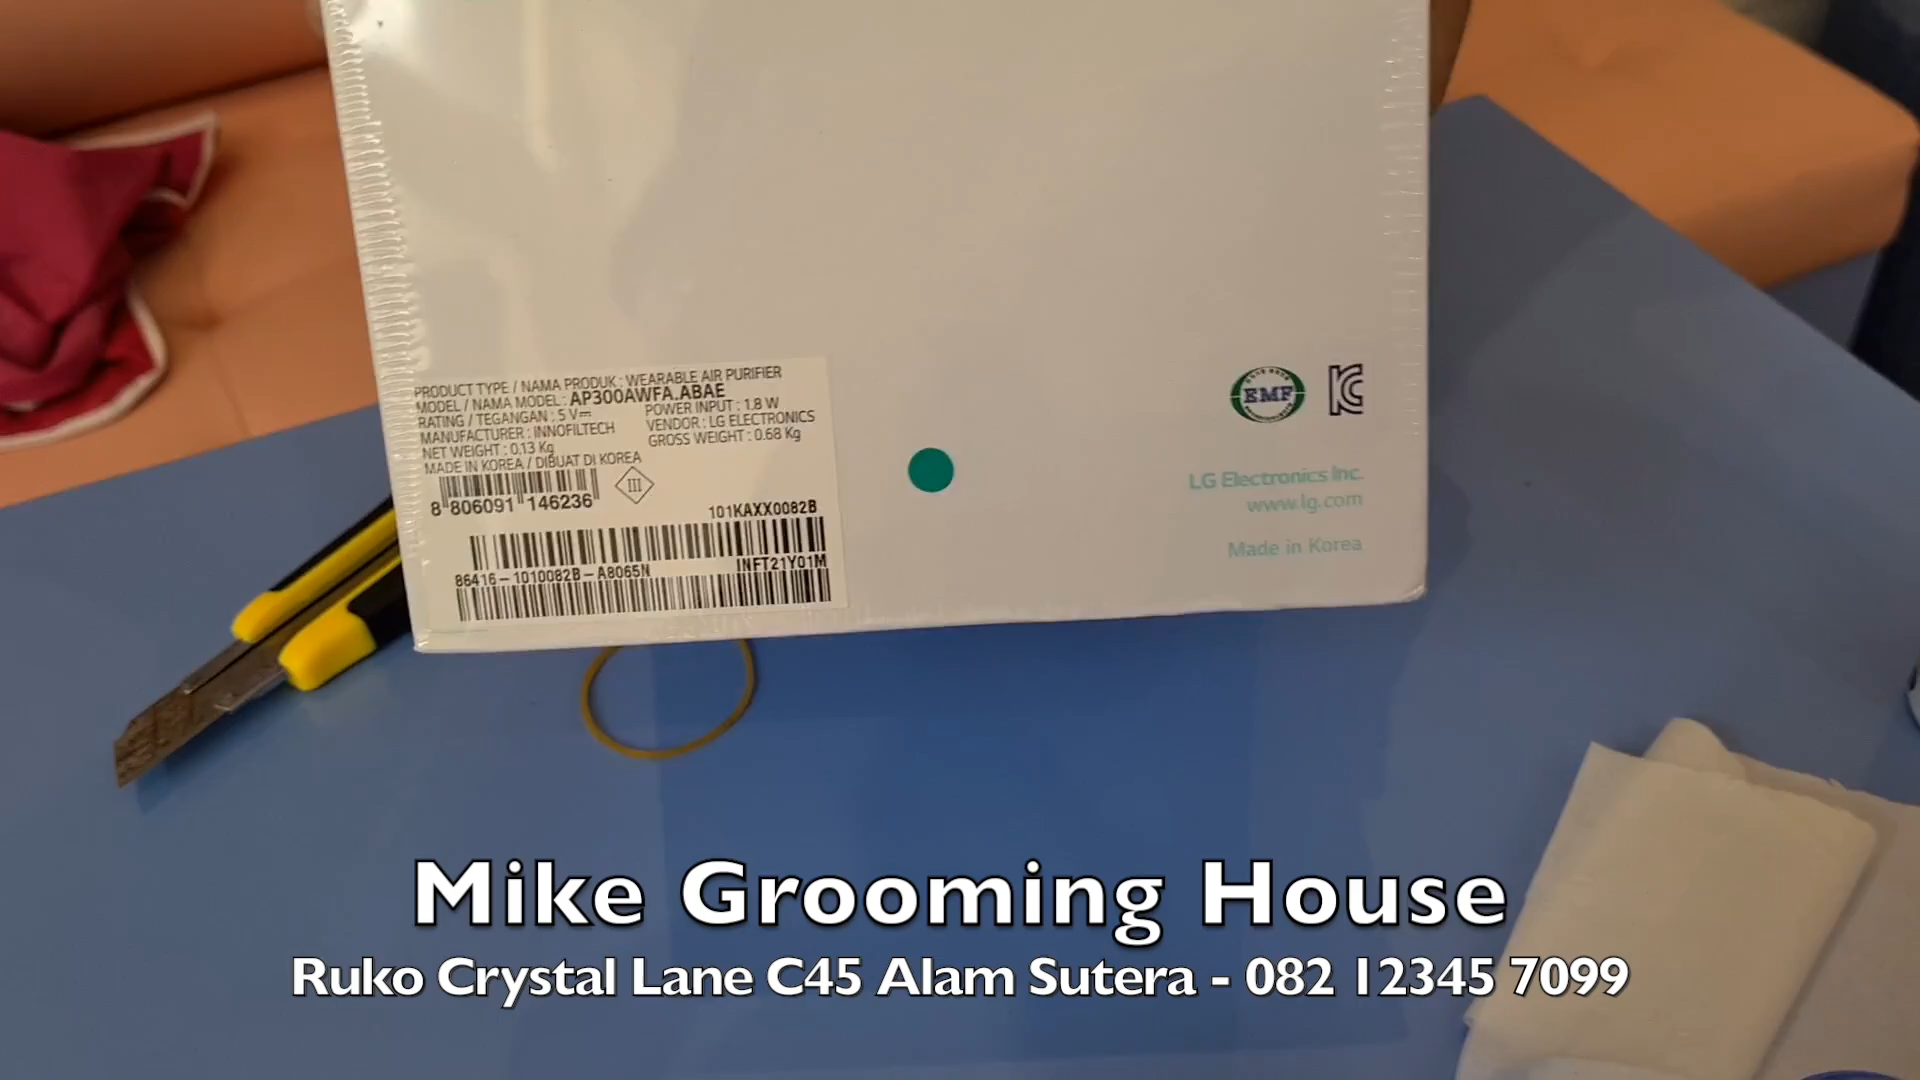 PRODUCT TYPE / NAMA PRODUK : WEARABLE AIR PURIFIER
MODEL / NAMA MODEL : AP300AWFA.ABAE
RATING / TEGANGAN : 5 V⎓ POWER INPUT : 1.8 W
MANUFACTURER : INNOFILTECH VENDOR : LG ELECTRONICS
NET WEIGHT : 0.13 Kg GROSS WEIGHT : 0.68 Kg
MADE IN KOREA / DIBUAT DI KOREA
8 806091 146236
III
101KAXX0082B
86416-1010082B-A8065N INFT21Y01M
EMF
LG Electronics Inc.
www.lg.com
Made in Korea
Mike Grooming House
Ruko Crystal Lane C45 Alam Sutera - 082 12345 7099